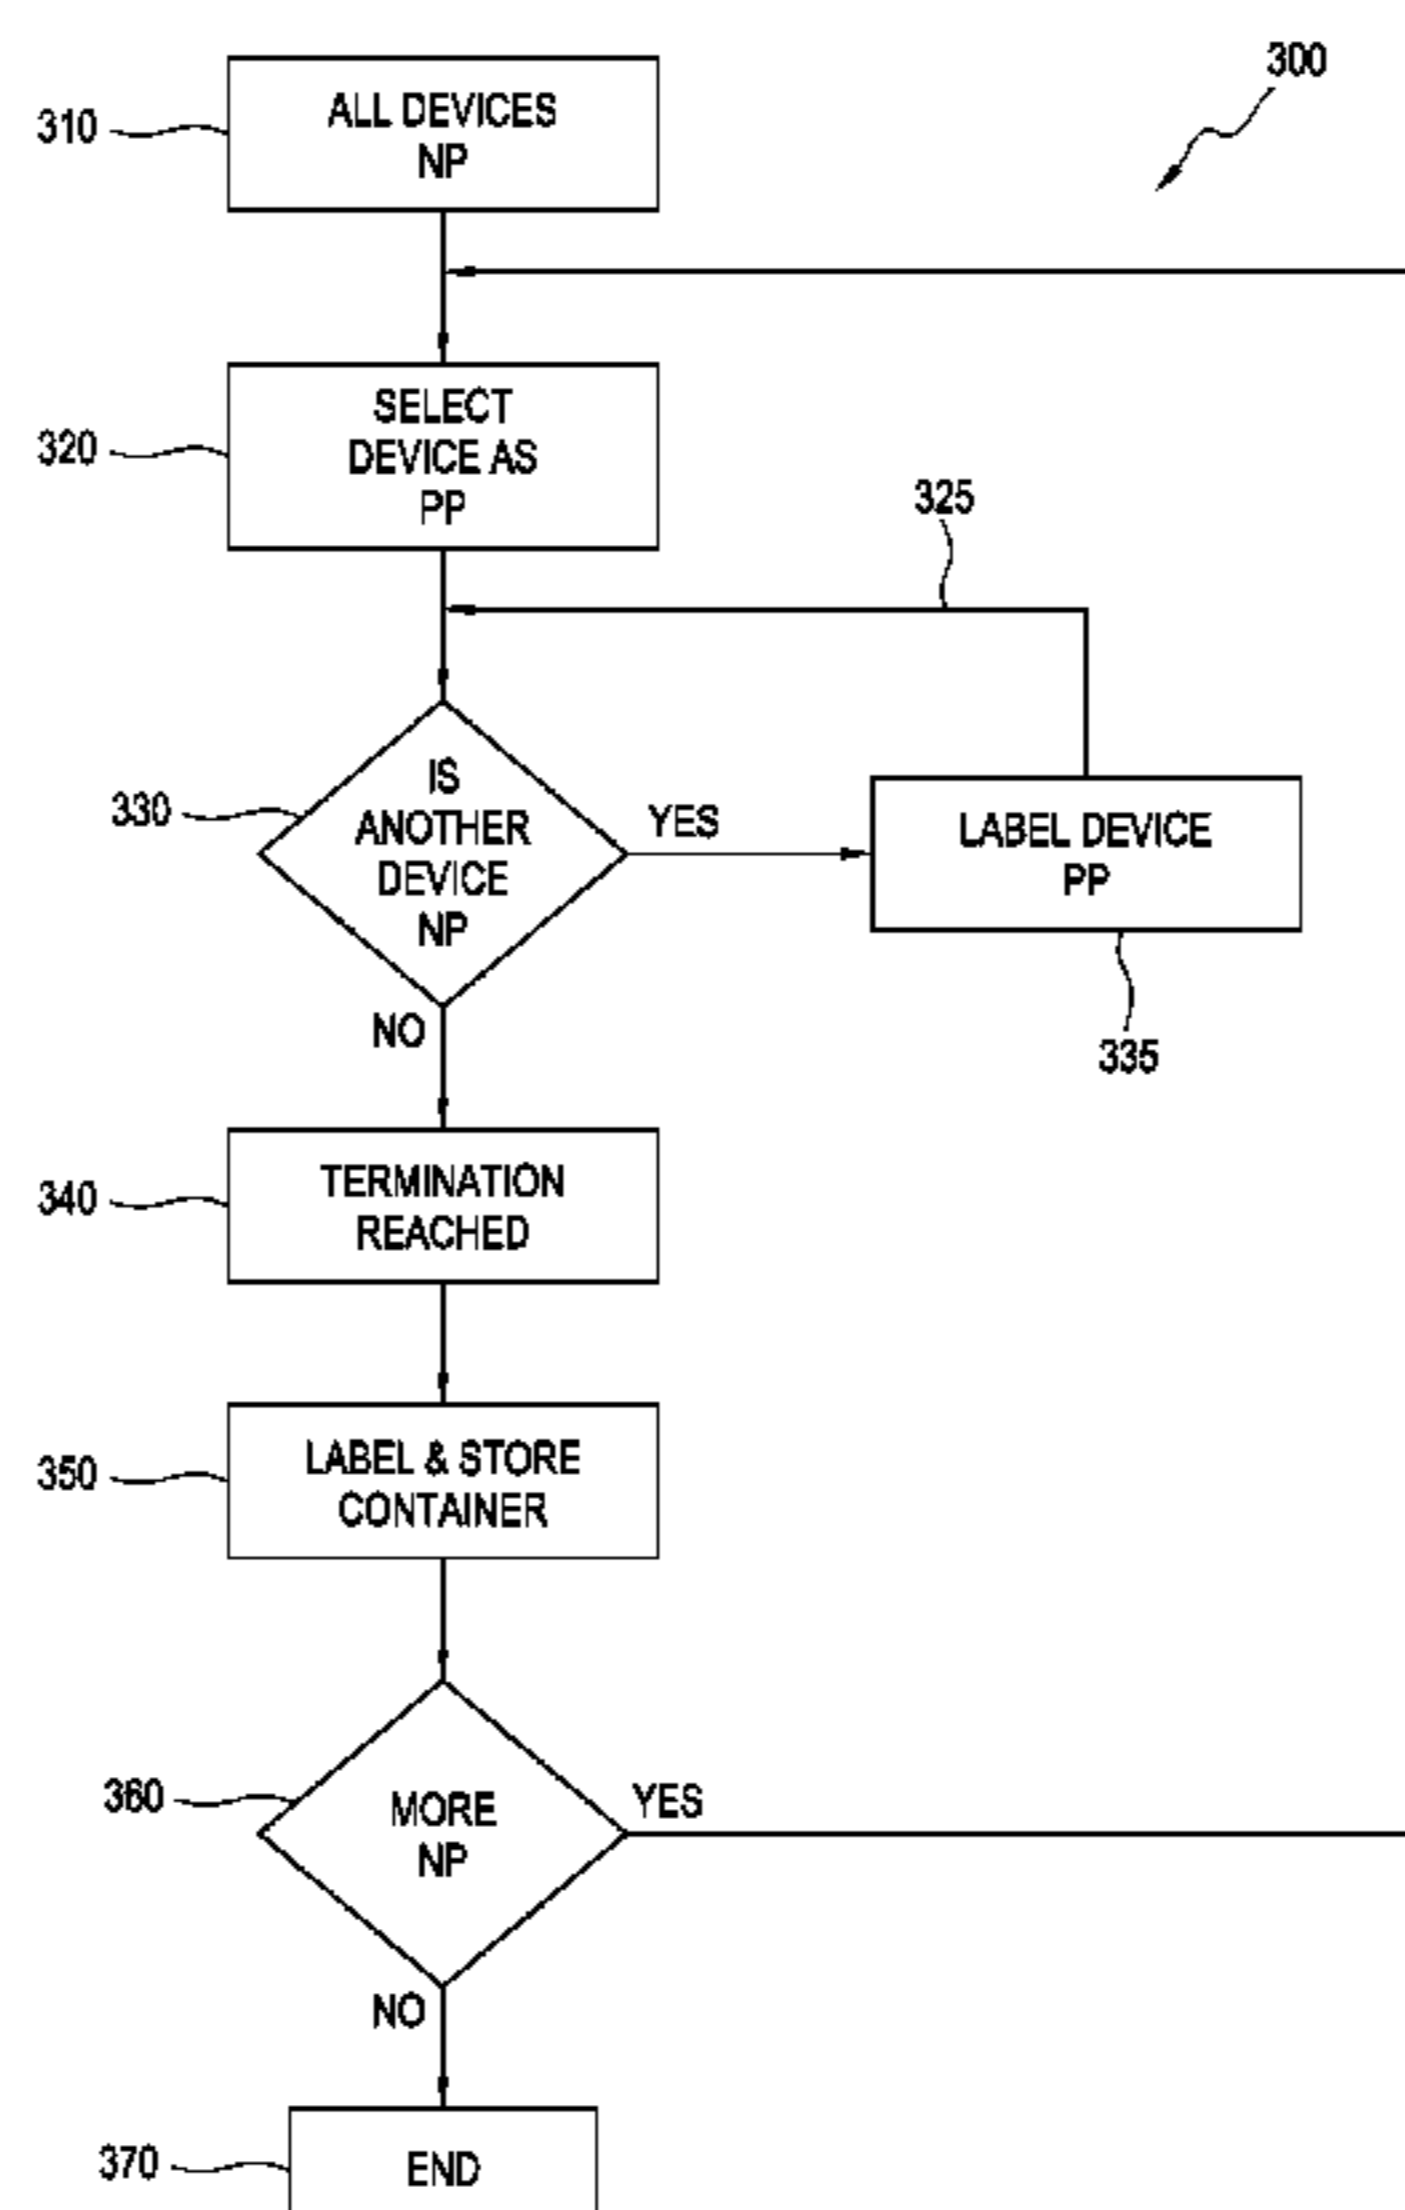 300
310
ALL DEVICES
NP
320
SELECT
DEVICE AS
PP
325
330
IS
ANOTHER
DEVICE
NP
YES
LABEL DEVICE
PP
335
NO
340
TERMINATION
REACHED
350
LABEL & STORE
CONTAINER
360
MORE
NP
YES
NO
370
END